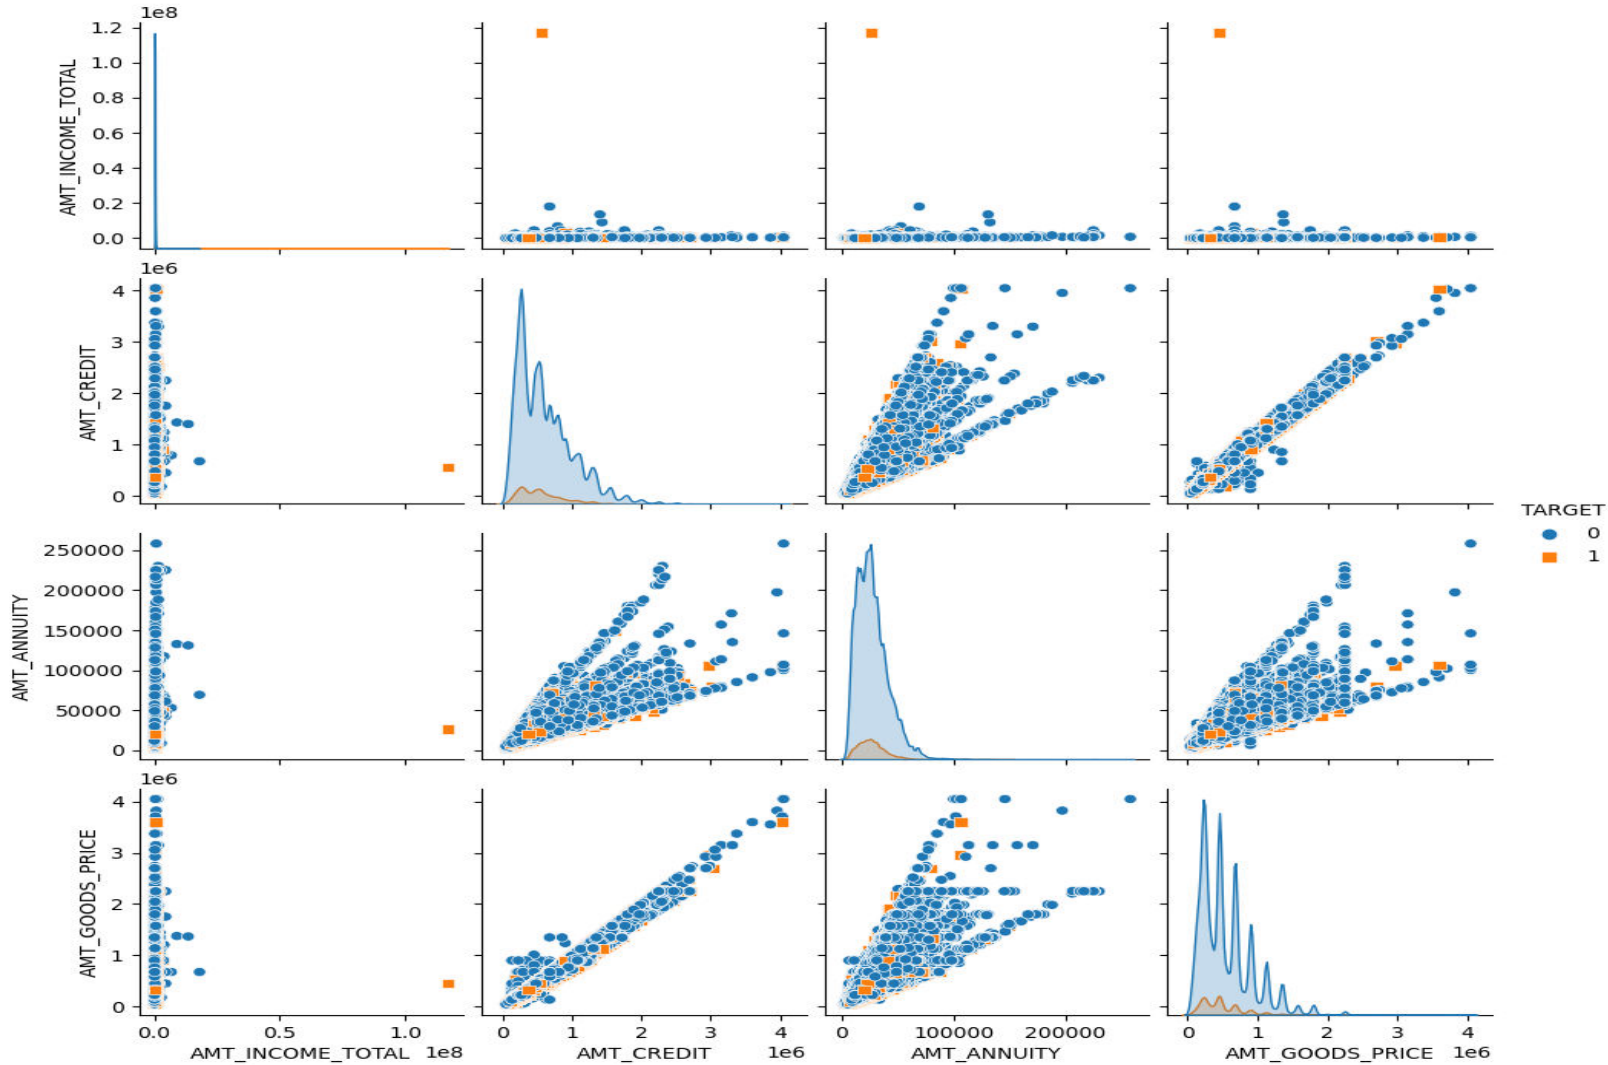 1e8
1.2
1.0
0.8
0.6
0.4
0.2
0.0
AMT_INCOME_TOTAL
1e6
4
3
2
1
0
AMT_CREDIT
TARGET
0
1
250000
200000
150000
100000
50000
0
AMT_ANNUITY
1e6
4
3
2
1
0
AMT_GOODS_PRICE
0.0 0.5 1.0 0 1 2 3 4 0 100000 200000 0 1 2 3 4
AMT_INCOME_TOTAL 1e8 AMT_CREDIT 1e6 AMT_ANNUITY AMT_GOODS_PRICE 1e6